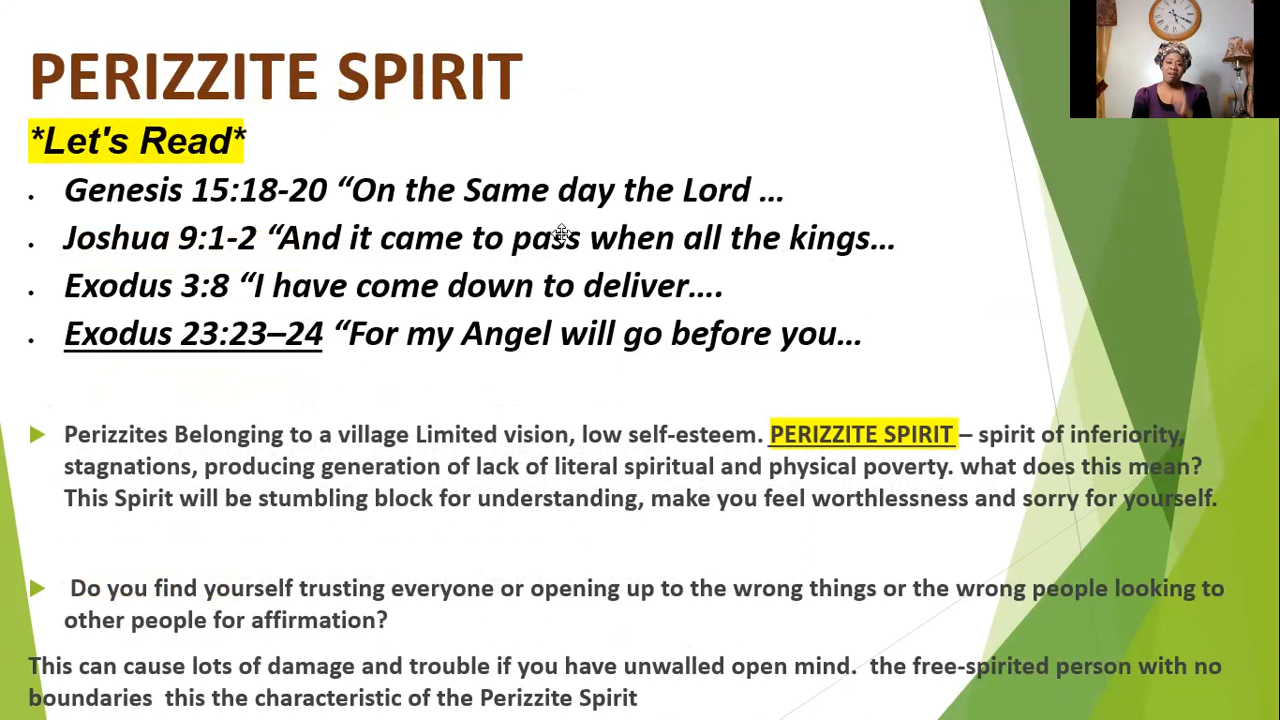 PERIZZITE SPIRIT
*Let's Read*
• Genesis 15:18-20 “On the Same day the Lord …
• Joshua 9:1-2 “And it came to pass when all the kings…
• Exodus 3:8 “I have come down to deliver….
• Exodus 23:23–24 “For my Angel will go before you…
Perizzites Belonging to a village Limited vision, low self-esteem. PERIZZITE SPIRIT – spirit of inferiority,
stagnations, producing generation of lack of literal spiritual and physical poverty. what does this mean?
This Spirit will be stumbling block for understanding, make you feel worthlessness and sorry for yourself.
Do you find yourself trusting everyone or opening up to the wrong things or the wrong people looking to
other people for affirmation?
This can cause lots of damage and trouble if you have unwalled open mind.  the free-spirited person with no
boundaries  this the characteristic of the Perizzite Spirit